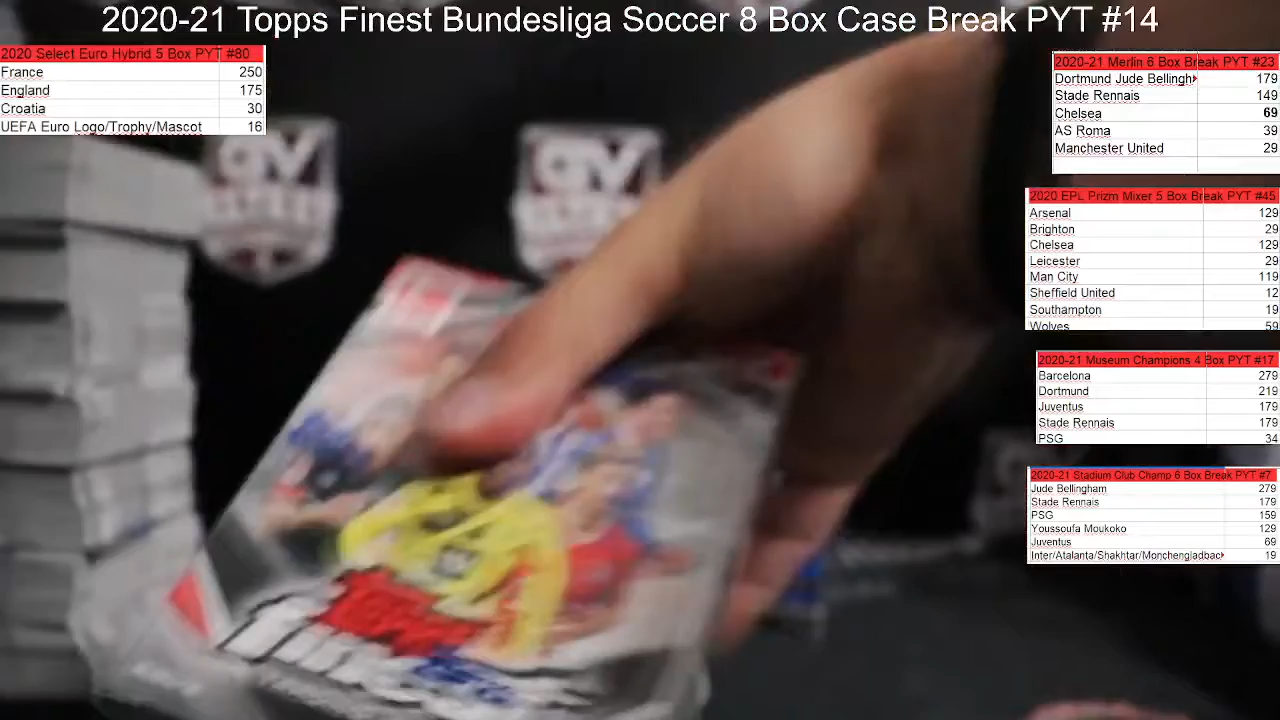 2020-21 Topps Finest Bundesliga Soccer 8 Box Case Break PYT #14
2020 Select Euro Hybrid 5 Box PYT #80
France 250
England 175
Croatia 30
UEFA Euro Logo/Trophy/Mascot 16
2020-21 Merlin 6 Box Break PYT #23
Dortmund Jude Bellingh 179
Stade Rennais 149
Chelsea 69
AS Roma 39
Manchester United 29
2020 EPL Prizm Mixer 5 Box Break PYT #45
Arsenal 129
Brighton 29
Chelsea 129
Leicester 29
Man City 119
Sheffield United 12
Southampton 19
Wolves 59
2020-21 Museum Champions 4 Box PYT #17
Barcelona 279
Dortmund 219
Juventus 179
Stade Rennais 179
PSG 34
2020-21 Stadium Club Champ 6 Box Break PYT #7
Jude Bellingham 279
Stade Rennais 179
PSG 159
Youssoufa Moukoko 129
Juventus 69
Inter/Atalanta/Shakhtar/Monchengladbach 19